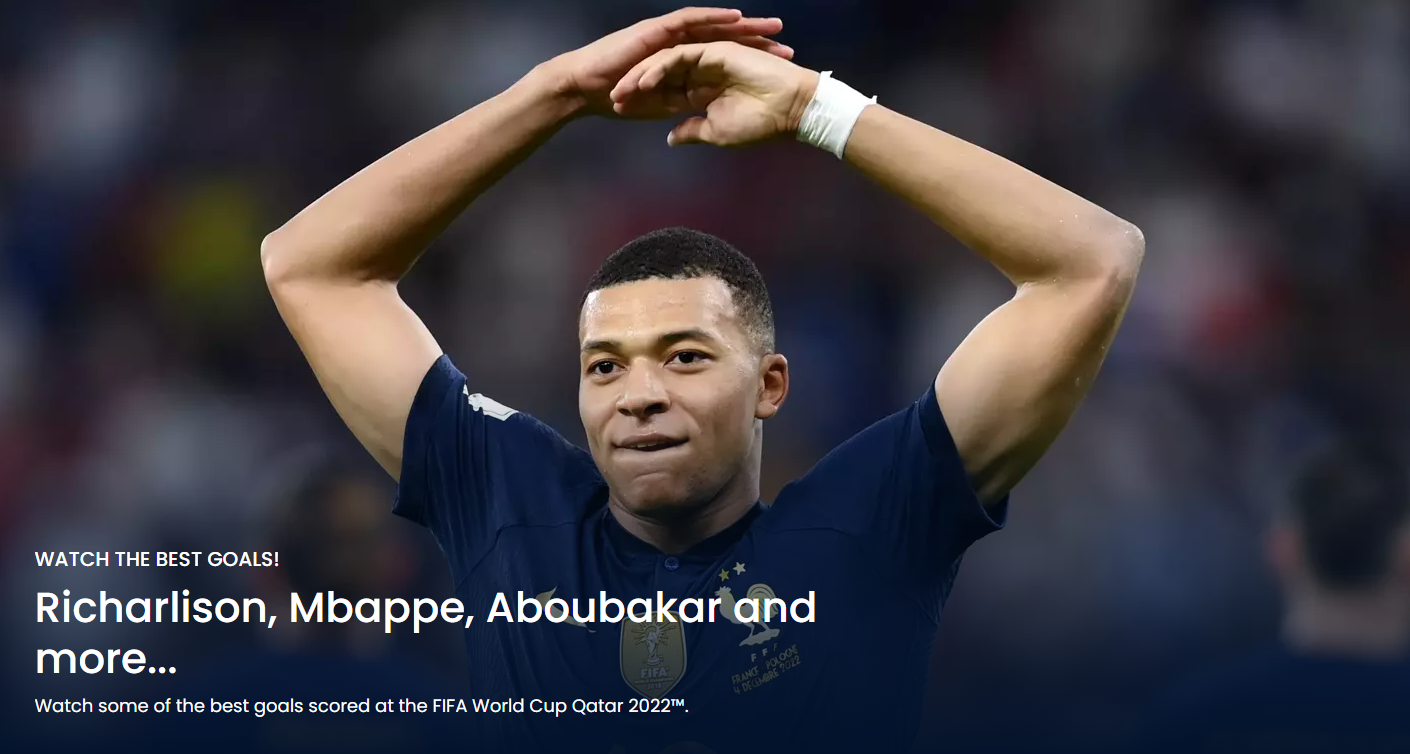 WATCH THE BEST GOALS!
Richarlison, Mbappe, Aboubakar and
more...
Watch some of the best goals scored at the FIFA World Cup Qatar 2022™.
FIFA
FFF
FRANCE - POLOGNE
4 DÉCEMBRE 2022